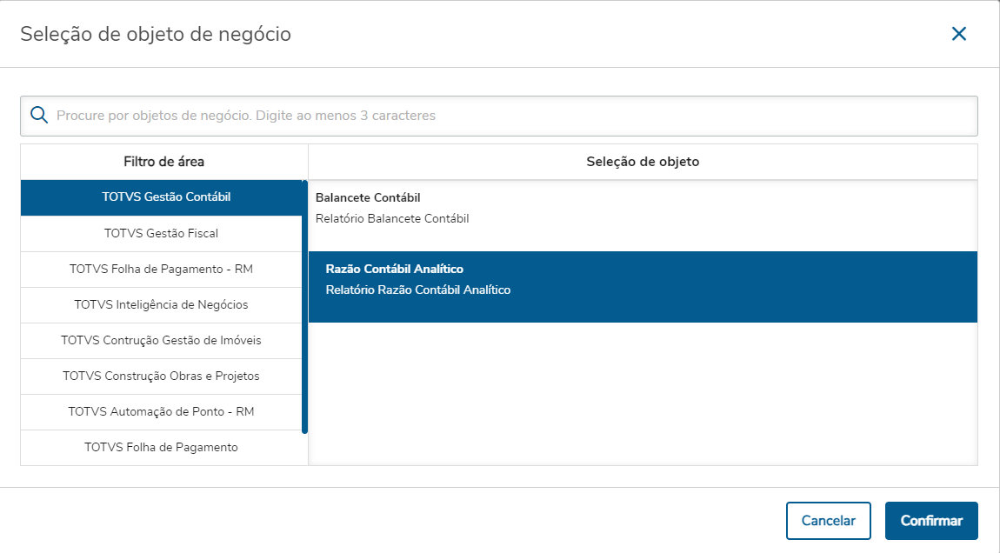 Seleção de objeto de negócio
Procure por objetos de negócio. Digite ao menos 3 caracteres
Filtro de área
Seleção de objeto
TOTVS Gestão Contábil
TOTVS Gestão Fiscal
TOTVS Folha de Pagamento - RM
TOTVS Inteligência de Negócios
TOTVS Contrução Gestão de Imóveis
TOTVS Construção Obras e Projetos
TOTVS Automação de Ponto - RM
TOTVS Folha de Pagamento
Balancete Contábil
Relatório Balancete Contábil
Razão Contábil Analítico
Relatório Razão Contábil Analítico
Cancelar
Confirmar